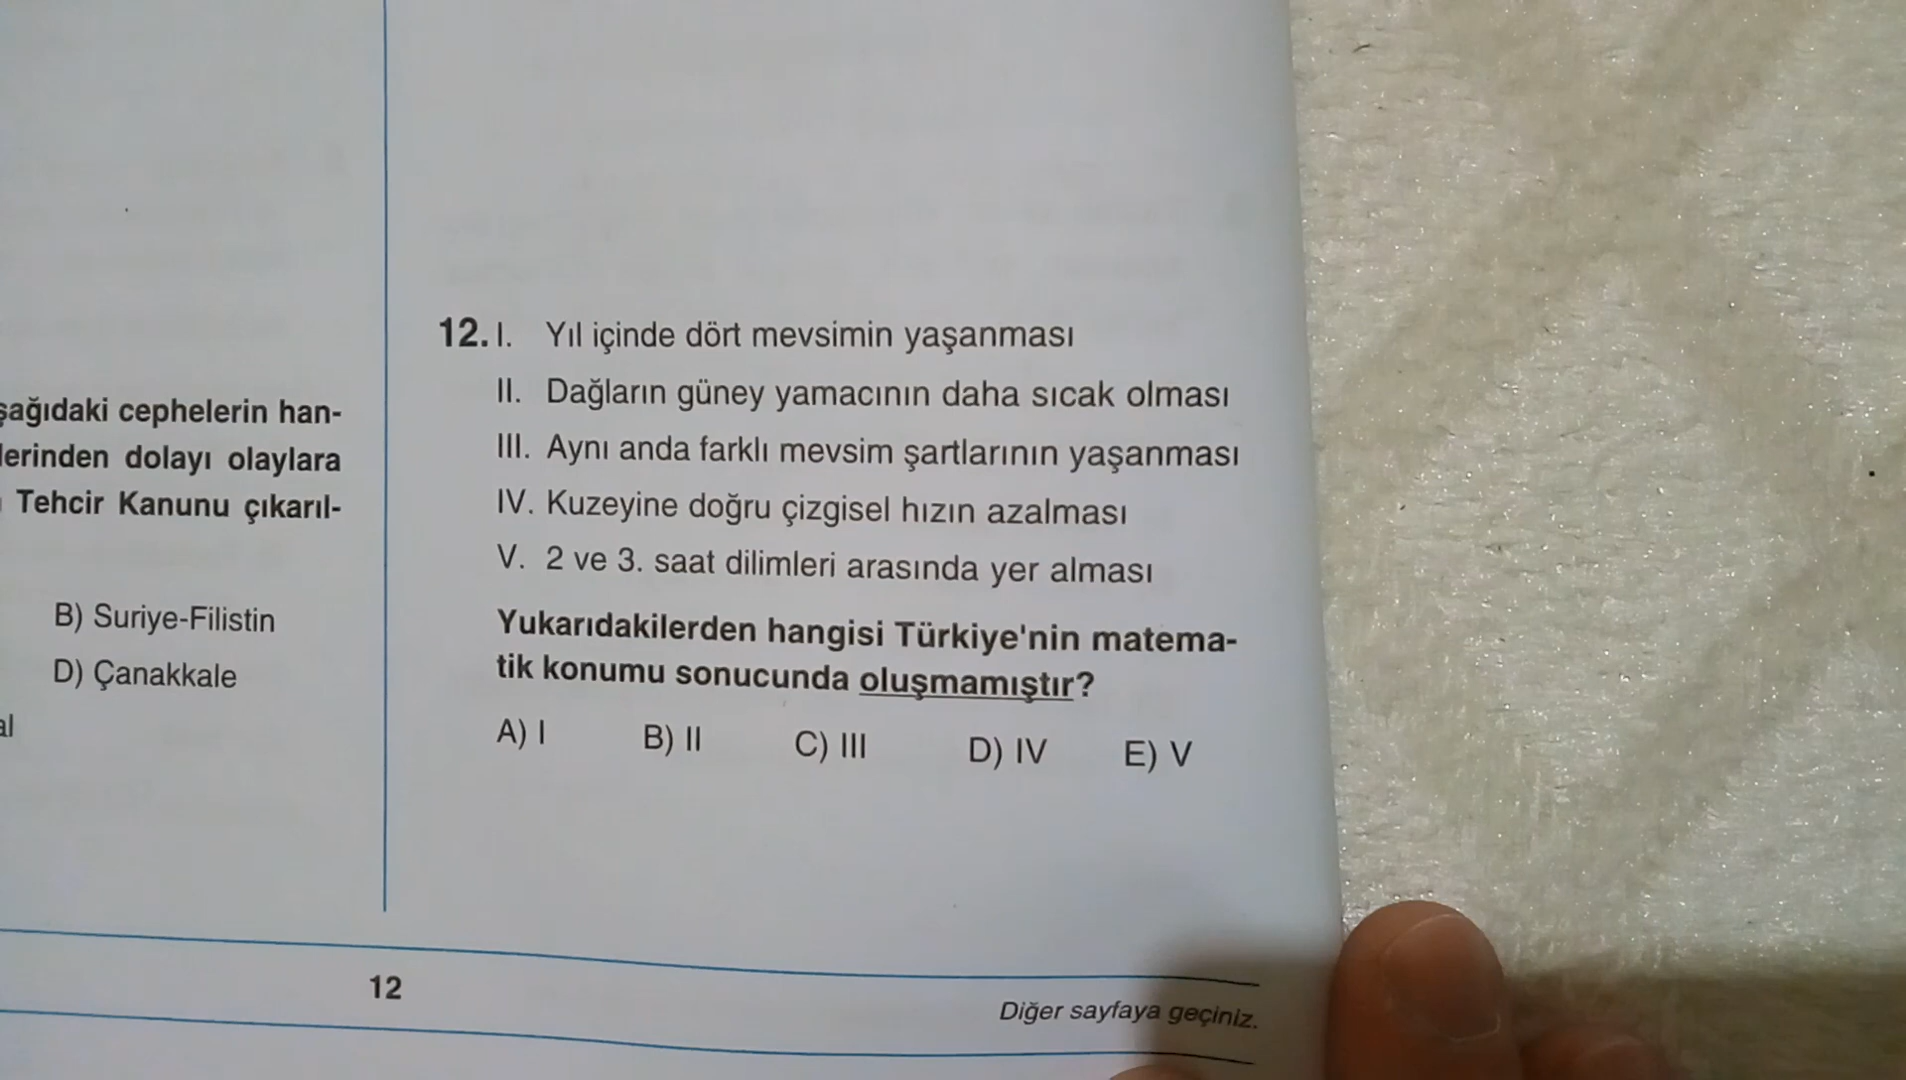 şağıdaki cephelerin han-
lerinden dolayı olaylara
Tehcir Kanunu çıkarıl-
B) Suriye-Filistin
D) Çanakkale
al
12. I. Yıl içinde dört mevsimin yaşanması
II. Dağların güney yamacının daha sıcak olması
III. Aynı anda farklı mevsim şartlarının yaşanması
IV. Kuzeyine doğru çizgisel hızın azalması
V. 2 ve 3. saat dilimleri arasında yer alması
Yukarıdakilerden hangisi Türkiye'nin matema-
tik konumu sonucunda oluşmamıştır?
A) I B) II C) III D) IV E) V
12
Diğer sayfaya geçiniz.